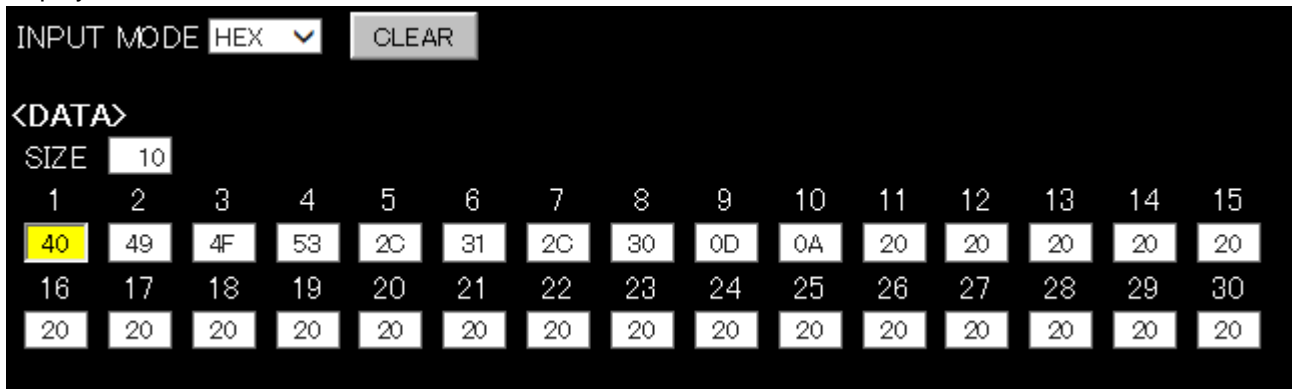 INPUT MODE HEX CLEAR
<DATA>
SIZE 10
1 2 3 4 5 6 7 8 9 10 11 12 13 14 15
40 49 4F 53 2C 31 2C 30 0D 0A 20 20 20 20 20
16 17 18 19 20 21 22 23 24 25 26 27 28 29 30
20 20 20 20 20 20 20 20 20 20 20 20 20 20 20